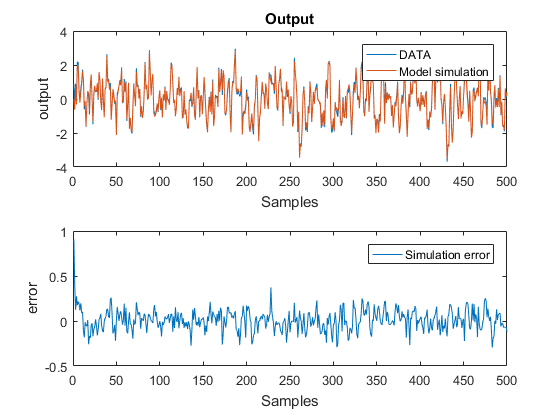 Output
4
2
0
-2
-4
output
DATA
Model simulation
0 50 100 150 200 250 300 350 400 450 500
Samples
1
0.5
0
-0.5
error
Simulation error
0 50 100 150 200 250 300 350 400 450 500
Samples